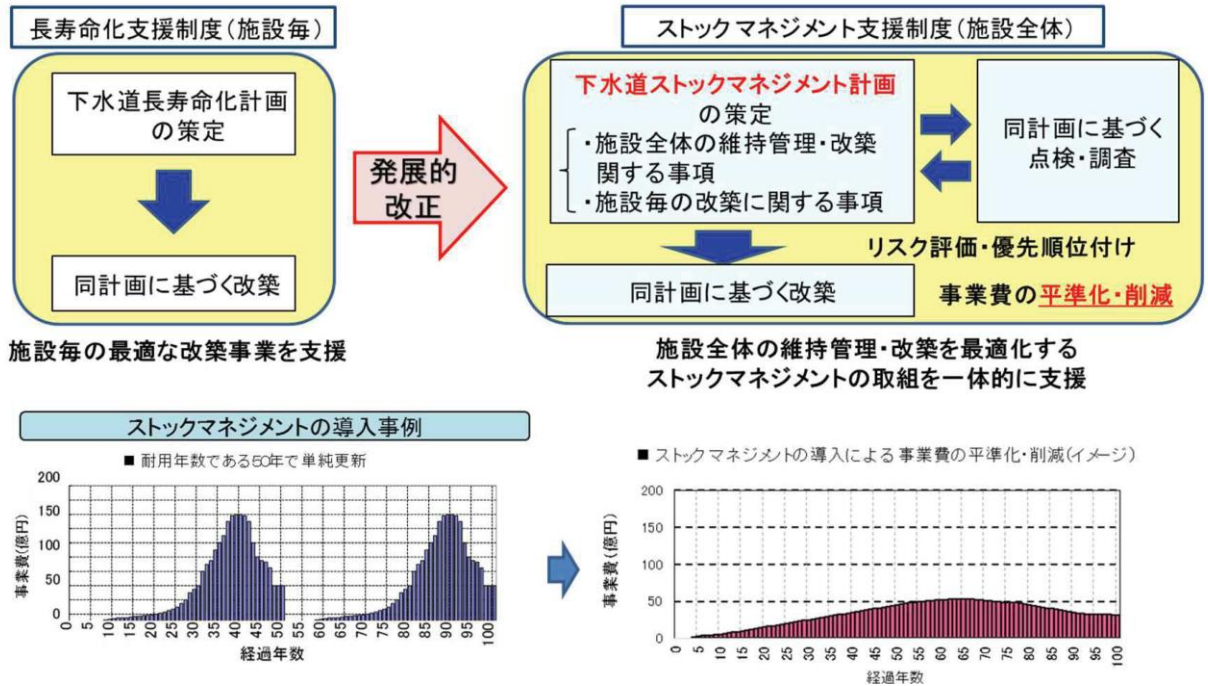 長寿命化支援制度(施設毎)
下水道長寿命化計画
の策定
同計画に基づく改築
施設毎の最適な改築事業を支援
発展的
改正
ストックマネジメント支援制度(施設全体)
下水道ストックマネジメント計画
の策定
・施設全体の維持管理・改築
関する事項
・施設毎の改築に関する事項
同計画に基づく
点検・調査
リスク評価・優先順位付け
同計画に基づく改築
事業費の平準化・削減
施設全体の維持管理・改築を最適化する
ストックマネジメントの取組を一体的に支援
ストックマネジメントの導入事例
■ 耐用年数である50年で単純更新
事業費(億円)
200
150
100
50
0
0 5 10 15 20 25 30 35 40 45 50 55 60 65 70 75 80 85 90 95 100
経過年数
■ ストックマネジメントの導入による事業費の平準化・削減(イメージ)
事業費(億円)
200
150
100
50
0
0 5 10 15 20 25 30 35 40 45 50 55 60 65 70 75 80 85 90 95 100
経過年数